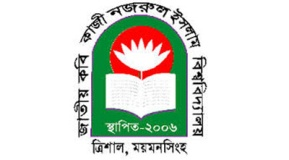 জাতীয় কবি কাজী নজরুল ইসলাম বিশ্ববিদ্যালয়
স্থাপিত-২০০৬
ত্রিশাল, ময়মনসিংহ